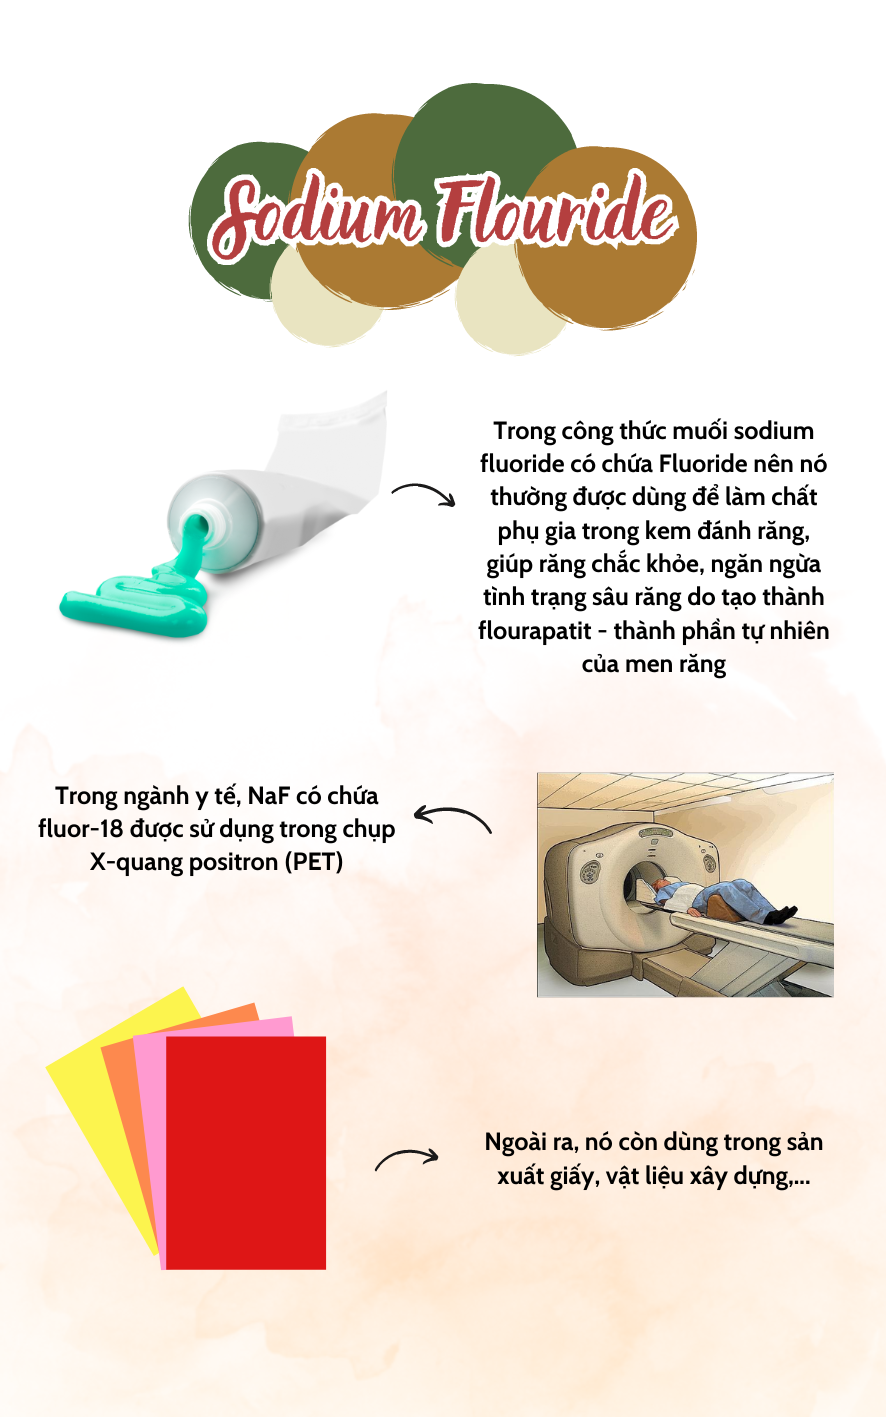 Sodium Flouride
Trong công thức muối sodium
fluoride có chứa Fluoride nên nó
thường được dùng để làm chất
phụ gia trong kem đánh răng,
giúp răng chắc khỏe, ngăn ngừa
tình trạng sâu răng do tạo thành
flourapatit - thành phần tự nhiên
của men răng
Trong ngành y tế, NaF có chứa
fluor-18 được sử dụng trong chụp
X-quang positron (PET)
Ngoài ra, nó còn dùng trong sản
xuất giấy, vật liệu xây dựng,...